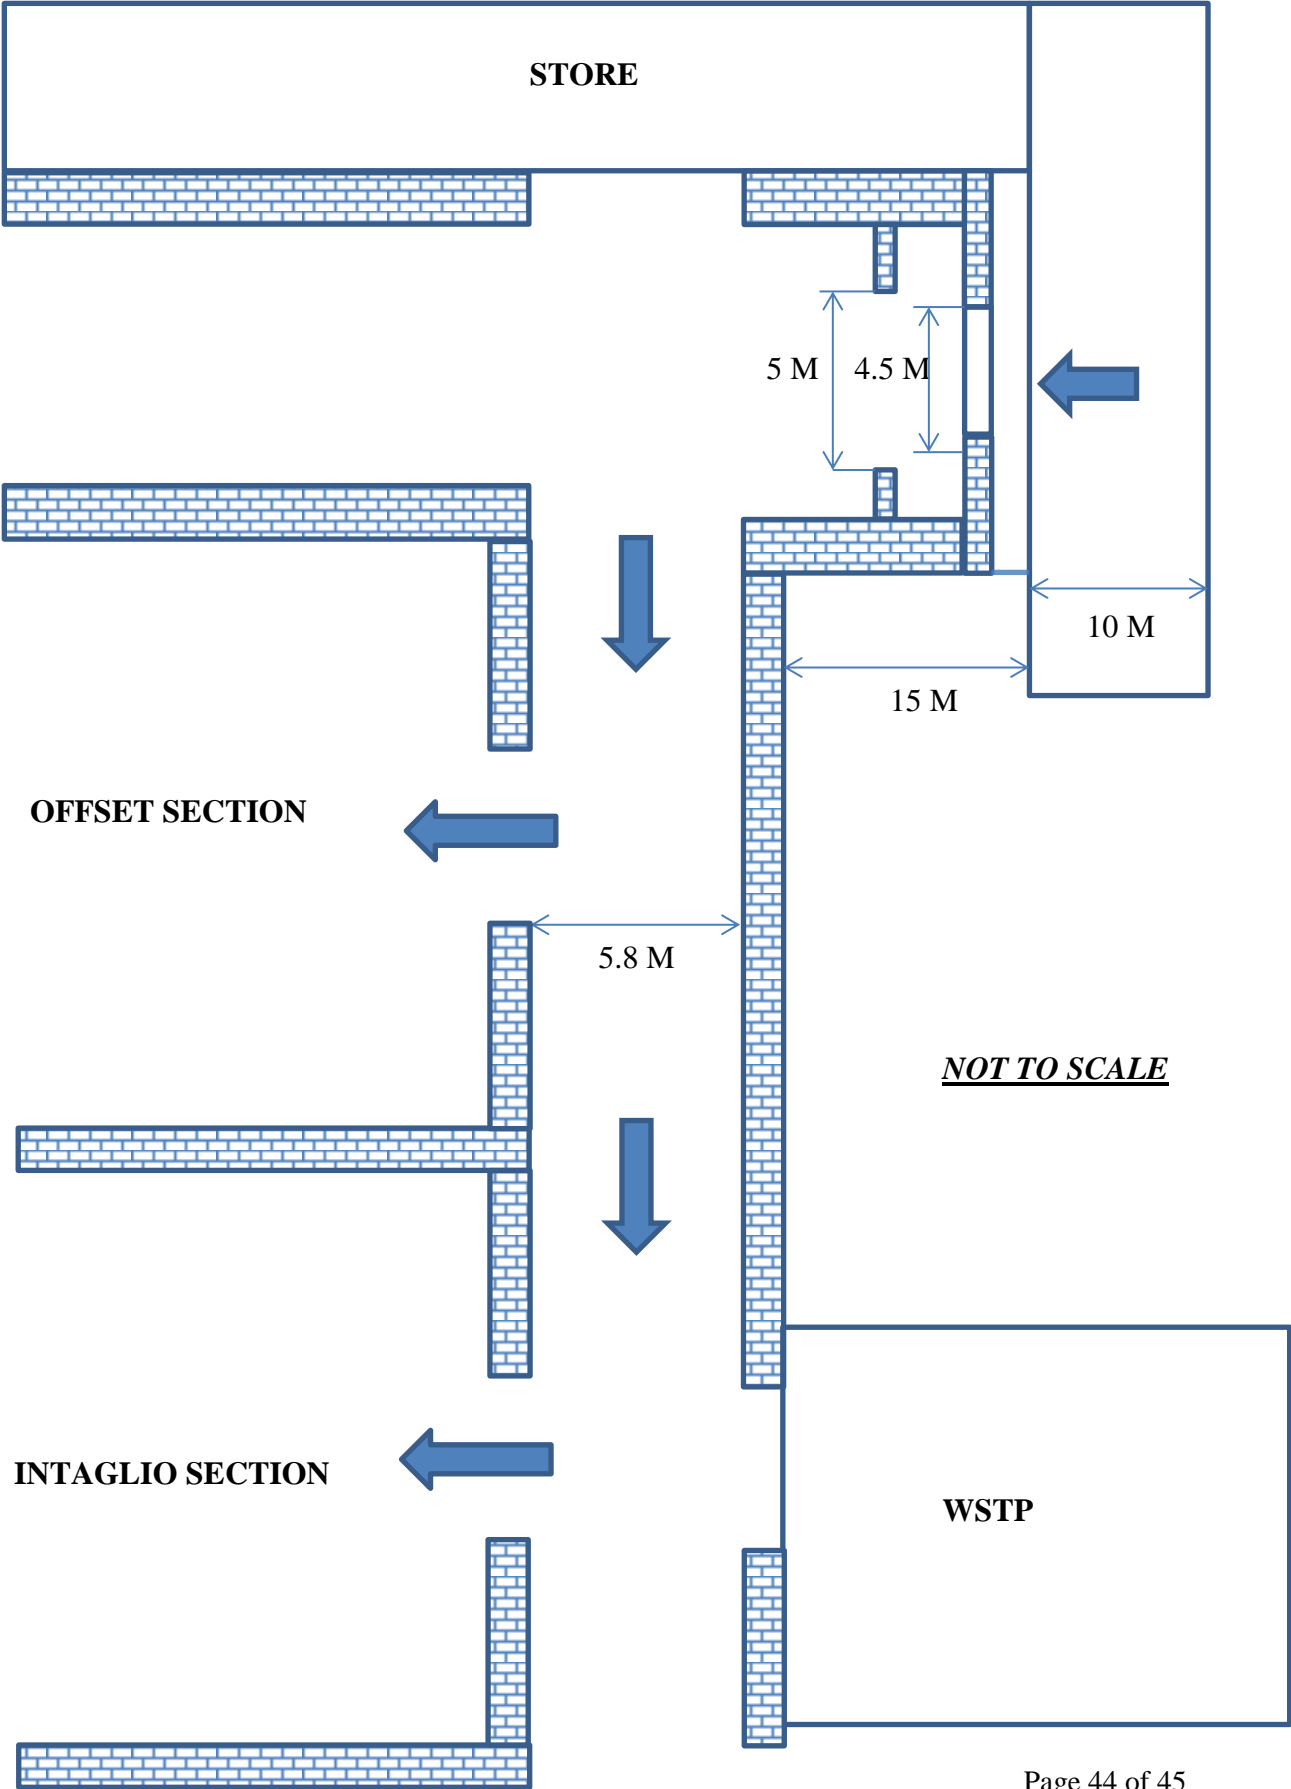 STORE
5 M
4.5 M
10 M
15 M
OFFSET SECTION
5.8 M
NOT TO SCALE
INTAGLIO SECTION
WSTP
Page 44 of 45